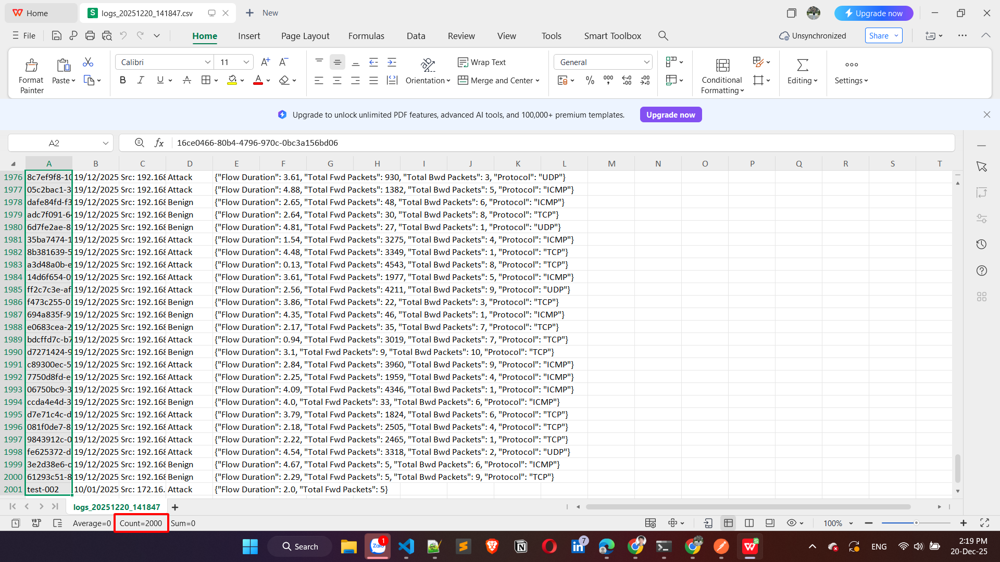 Home
logs_20251220_141847.csv
New
Upgrade now
File
Home
Insert
Page Layout
Formulas
Data
Review
View
Tools
Smart Toolbox
Unsynchronized
Share
Format Painter
Paste
Calibri
11
Orientation
Wrap Text
Merge and Center
General
Conditional Formatting
Editing
Settings
Upgrade to unlock unlimited PDF features, advanced AI tools, and 100,000+ premium templates.
Upgrade now
A2
16ce0466-80b4-4796-970c-0bc3a156bd06
A B C D E F G H I J K L M N O P Q R S T
1976 8c7ef9f8-10 19/12/2025 Src: 192.168 Attack {"Flow Duration": 3.61, "Total Fwd Packets": 930, "Total Bwd Packets": 3, "Protocol": "UDP"}
1977 05c2bac1-3 19/12/2025 Src: 192.168 Attack {"Flow Duration": 4.88, "Total Fwd Packets": 1382, "Total Bwd Packets": 5, "Protocol": "ICMP"}
1978 dafe84fd-f3 19/12/2025 Src: 192.168 Benign {"Flow Duration": 2.65, "Total Fwd Packets": 48, "Total Bwd Packets": 6, "Protocol": "ICMP"}
1979 adc7f091-64 19/12/2025 Src: 192.168 Benign {"Flow Duration": 2.64, "Total Fwd Packets": 30, "Total Bwd Packets": 8, "Protocol": "TCP"}
1980 6d7fe2ae-8 19/12/2025 Src: 192.168 Benign {"Flow Duration": 4.81, "Total Fwd Packets": 27, "Total Bwd Packets": 1, "Protocol": "UDP"}
1981 35ba7474-1 19/12/2025 Src: 192.168 Attack {"Flow Duration": 1.54, "Total Fwd Packets": 3275, "Total Bwd Packets": 4, "Protocol": "ICMP"}
1982 8b381639-5 19/12/2025 Src: 192.168 Attack {"Flow Duration": 4.48, "Total Fwd Packets": 3349, "Total Bwd Packets": 1, "Protocol": "TCP"}
1983 a3d48a0b-e 19/12/2025 Src: 192.168 Attack {"Flow Duration": 0.13, "Total Fwd Packets": 4543, "Total Bwd Packets": 8, "Protocol": "TCP"}
1984 14d6f654-0 19/12/2025 Src: 192.168 Attack {"Flow Duration": 3.61, "Total Fwd Packets": 1977, "Total Bwd Packets": 5, "Protocol": "ICMP"}
1985 ff2c7c3e-af 19/12/2025 Src: 192.168 Attack {"Flow Duration": 2.56, "Total Fwd Packets": 4211, "Total Bwd Packets": 9, "Protocol": "UDP"}
1986 f473c255-0 19/12/2025 Src: 192.168 Benign {"Flow Duration": 3.86, "Total Fwd Packets": 22, "Total Bwd Packets": 3, "Protocol": "TCP"}
1987 694a835f-9 19/12/2025 Src: 192.168 Benign {"Flow Duration": 4.35, "Total Fwd Packets": 46, "Total Bwd Packets": 1, "Protocol": "ICMP"}
1988 e0683cea-2 19/12/2025 Src: 192.168 Benign {"Flow Duration": 2.17, "Total Fwd Packets": 35, "Total Bwd Packets": 7, "Protocol": "TCP"}
1989 bdcffd7c-b7 19/12/2025 Src: 192.168 Attack {"Flow Duration": 0.94, "Total Fwd Packets": 3019, "Total Bwd Packets": 7, "Protocol": "TCP"}
1990 d7271424-9 19/12/2025 Src: 192.168 Benign {"Flow Duration": 3.1, "Total Fwd Packets": 9, "Total Bwd Packets": 10, "Protocol": "TCP"}
1991 c89300ec-5 19/12/2025 Src: 192.168 Attack {"Flow Duration": 2.84, "Total Fwd Packets": 3960, "Total Bwd Packets": 9, "Protocol": "ICMP"}
1992 7750d8fd-e 19/12/2025 Src: 192.168 Attack {"Flow Duration": 2.25, "Total Fwd Packets": 1959, "Total Bwd Packets": 4, "Protocol": "ICMP"}
1993 06750bc9-3 19/12/2025 Src: 192.168 Attack {"Flow Duration": 4.09, "Total Fwd Packets": 4346, "Total Bwd Packets": 1, "Protocol": "ICMP"}
1994 ccda4e4d-3 19/12/2025 Src: 192.168 Benign {"Flow Duration": 4.0, "Total Fwd Packets": 33, "Total Bwd Packets": 6, "Protocol": "ICMP"}
1995 d7e71c4c-d 19/12/2025 Src: 192.168 Attack {"Flow Duration": 3.79, "Total Fwd Packets": 1824, "Total Bwd Packets": 6, "Protocol": "TCP"}
1996 081f0de7-8 19/12/2025 Src: 192.168 Attack {"Flow Duration": 2.18, "Total Fwd Packets": 2505, "Total Bwd Packets": 4, "Protocol": "TCP"}
1997 9843912c-0 19/12/2025 Src: 192.168 Attack {"Flow Duration": 2.22, "Total Fwd Packets": 2465, "Total Bwd Packets": 1, "Protocol": "TCP"}
1998 fe625372-d 19/12/2025 Src: 192.168 Attack {"Flow Duration": 4.54, "Total Fwd Packets": 3318, "Total Bwd Packets": 2, "Protocol": "UDP"}
1999 3e2d38e6-c 19/12/2025 Src: 192.168 Benign {"Flow Duration": 4.67, "Total Fwd Packets": 5, "Total Bwd Packets": 6, "Protocol": "ICMP"}
2000 61293c51-8 19/12/2025 Src: 192.168 Benign {"Flow Duration": 2.29, "Total Fwd Packets": 5, "Total Bwd Packets": 9, "Protocol": "TCP"}
2001 test-002 10/01/2025 Src: 172.16. Attack {"Flow Duration": 2.0, "Total Fwd Packets": 5}
logs_20251220_141847
Average=0 Count=2000 Sum=0
100%
Search
Zalo
1
7
ENG
2:19 PM
20-Dec-25